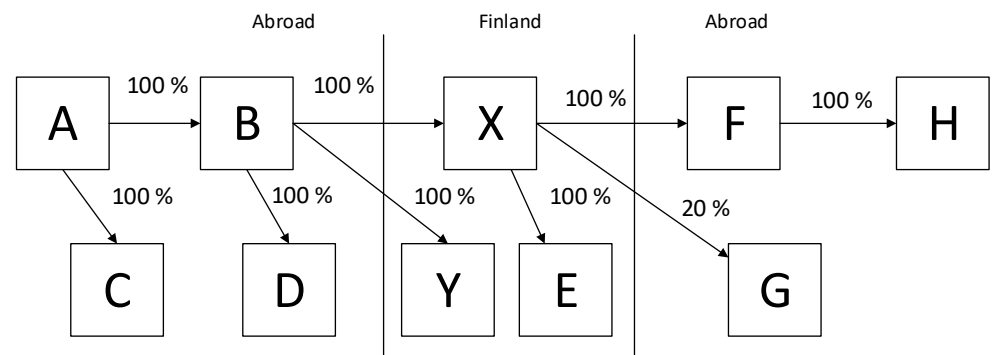 Abroad Finland Abroad
100 % 100 % 100 % 100 %
A B X F H
100 % 100 % 100 % 100 % 20 %
C D Y E G